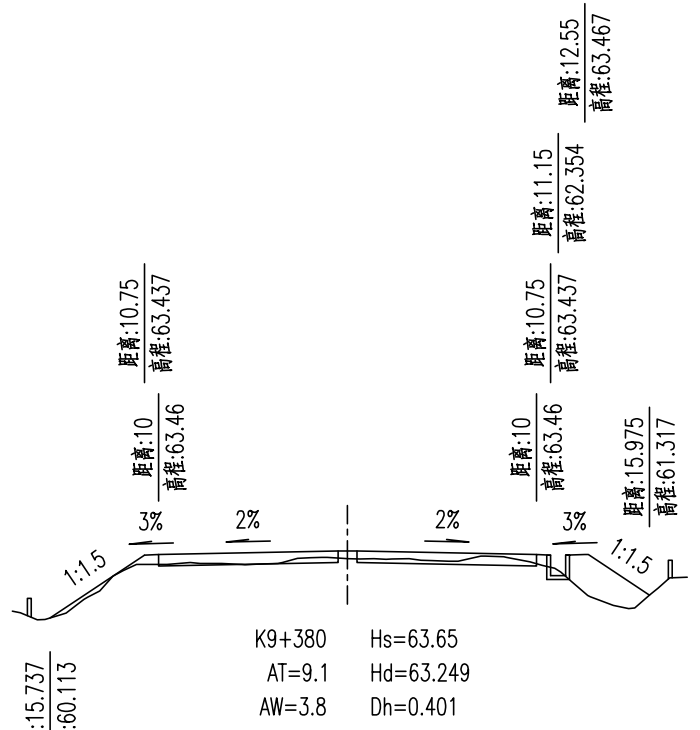 距离:12.55
高程:63.467
距离:11.15
高程:62.354
距离:10.75
高程:63.437
距离:10.75
高程:63.437
距离:10
高程:63.46
距离:10
高程:63.46
距离:15.975
高程:61.317
3%
2%
2%
3%
1:1.5
1:1.5
K9+380 Hs=63.65
AT=9.1 Hd=63.249
AW=3.8 Dh=0.401
:15.737
:60.113